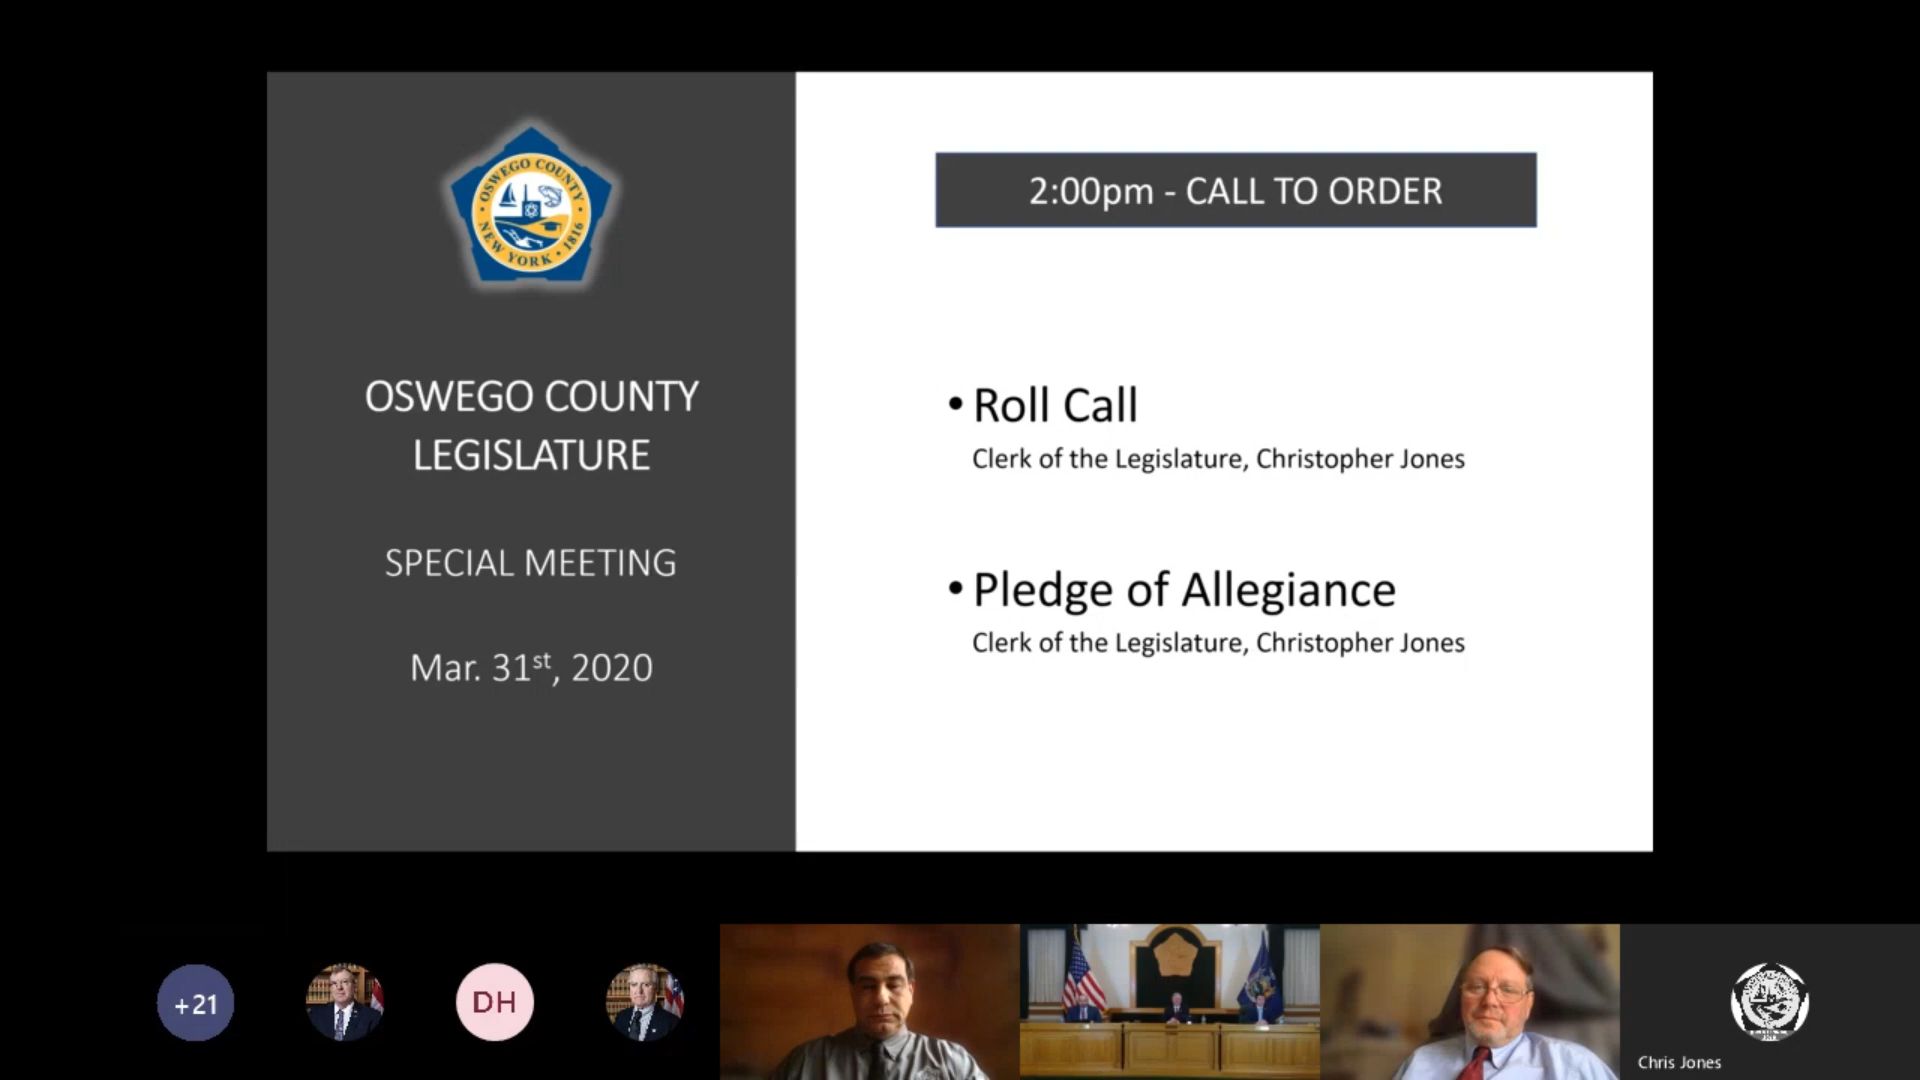 OSWEGO COUNTY
NEW YORK • 1816
OSWEGO COUNTY
LEGISLATURE
SPECIAL MEETING
Mar. 31st, 2020
2:00pm - CALL TO ORDER
• Roll Call
Clerk of the Legislature, Christopher Jones
• Pledge of Allegiance
Clerk of the Legislature, Christopher Jones
+21
DH
Chris Jones